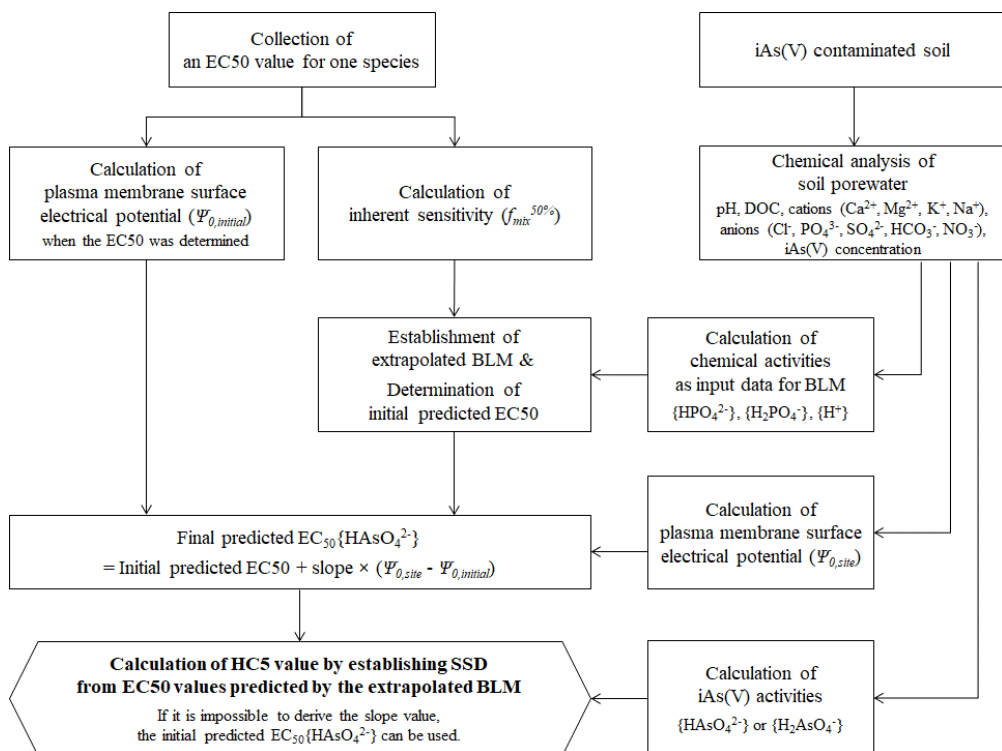 Collection of
an EC50 value for one species
iAs(V) contaminated soil
Calculation of
plasma membrane surface
electrical potential (Ψ0,initial)
when the EC50 was determined
Calculation of
inherent sensitivity (fmix50%)
Chemical analysis of
soil porewater
pH, DOC, cations (Ca2+, Mg2+, K+, Na+),
anions (Cl-, PO43-, SO42-, HCO3-, NO3-),
iAs(V) concentration
Establishment of
extrapolated BLM &
Determination of
initial predicted EC50
Calculation of
chemical activities
as input data for BLM
{HPO42-}, {H2PO4-}, {H+}
Final predicted EC50{HAsO42-}
= Initial predicted EC50 + slope × (Ψ0,site - Ψ0,initial)
Calculation of
plasma membrane surface
electrical potential (Ψ0,site)
Calculation of HC5 value by establishing SSD
from EC50 values predicted by the extrapolated BLM
If it is impossible to derive the slope value,
the initial predicted EC50{HAsO42-} can be used.
Calculation of
iAs(V) activities
{HAsO42-} or {H2AsO4-}